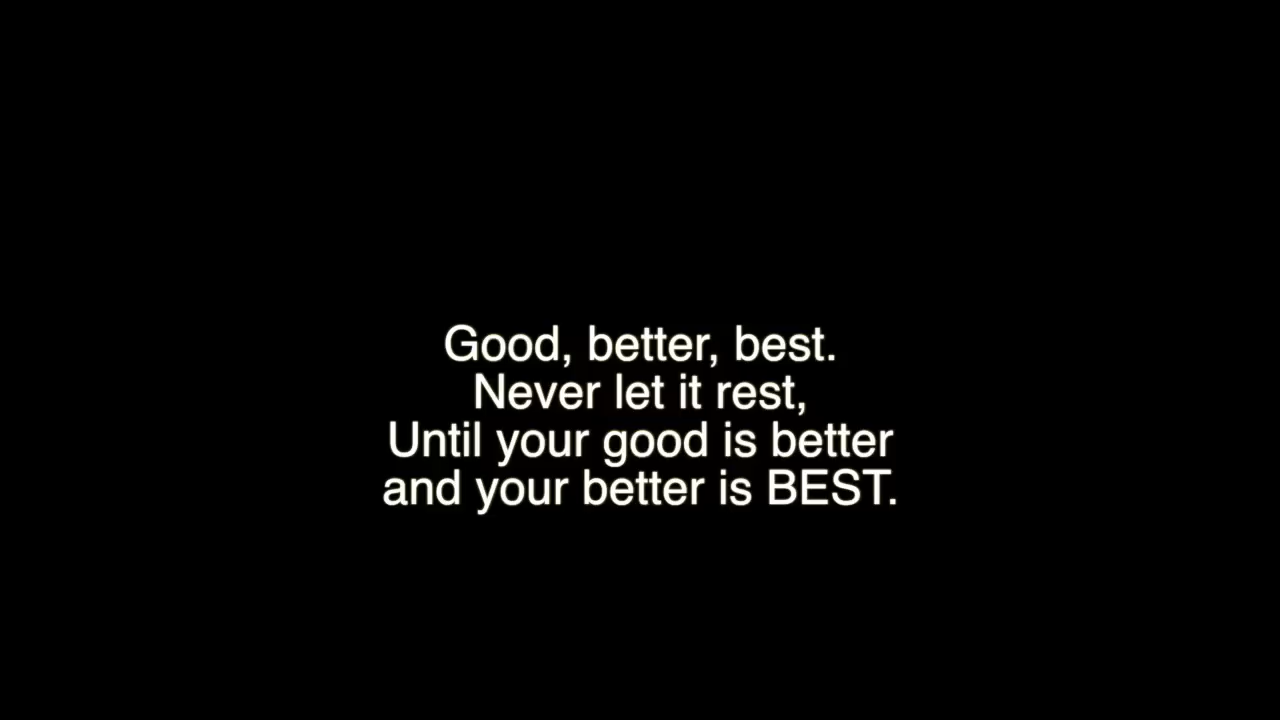 Good, better, best.
Never let it rest,
Until your good is better
and your better is BEST.